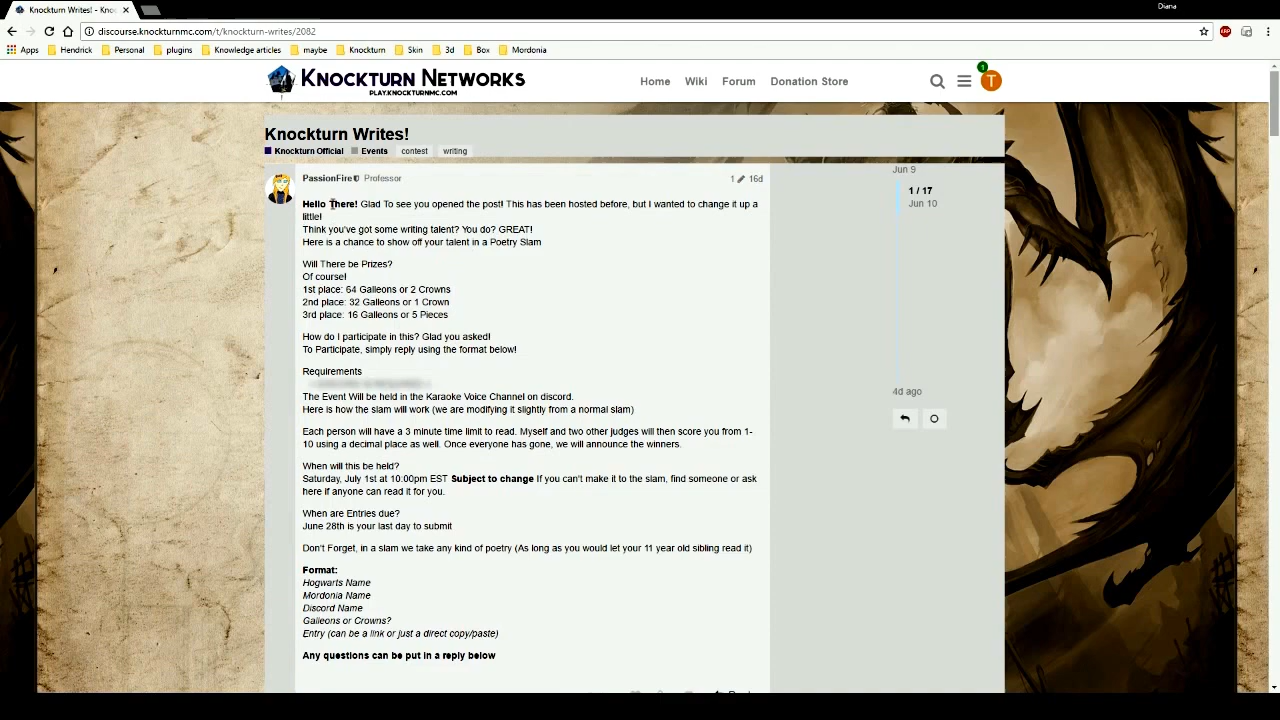 Knockturn Writes! - Kno
Diana
discourse.knockturnmc.com/t/knockturn-writes/2082
ABP
Apps Hendrick Personal plugins Knowledge articles maybe Knockturn Skin 3d Box Mordonia
KNOCKTURN NETWORKS
PLAY.KNOCKTURNMC.COM
Home Wiki Forum Donation Store
1
T
Knockturn Writes!
Knockturn Official Events contest writing
PassionFire Professor
1 16d
Hello There! Glad To see you opened the post! This has been hosted before, but I wanted to change it up a
little!
Think you've got some writing talent? You do? GREAT!
Here is a chance to show off your talent in a Poetry Slam
Will There be Prizes?
Of course!
1st place: 64 Galleons or 2 Crowns
2nd place: 32 Galleons or 1 Crown
3rd place: 16 Galleons or 5 Pieces
How do I participate in this? Glad you asked!
To Participate, simply reply using the format below!
Requirements
The Event Will be held in the Karaoke Voice Channel on discord.
Here is how the slam will work (we are modifying it slightly from a normal slam)
Each person will have a 3 minute time limit to read. Myself and two other judges will then score you from 1-
10 using a decimal place as well. Once everyone has gone, we will announce the winners.
When will this be held?
Saturday, July 1st at 10:00pm EST Subject to change If you can't make it to the slam, find someone or ask
here if anyone can read it for you.
When are Entries due?
June 28th is your last day to submit
Don't Forget, in a slam we take any kind of poetry (As long as you would let your 11 year old sibling read it)
Format:
Hogwarts Name
Mordonia Name
Discord Name
Galleons or Crowns?
Entry (can be a link or just a direct copy/paste)
Any questions can be put in a reply below
Jun 9
1 / 17
Jun 10
4d ago